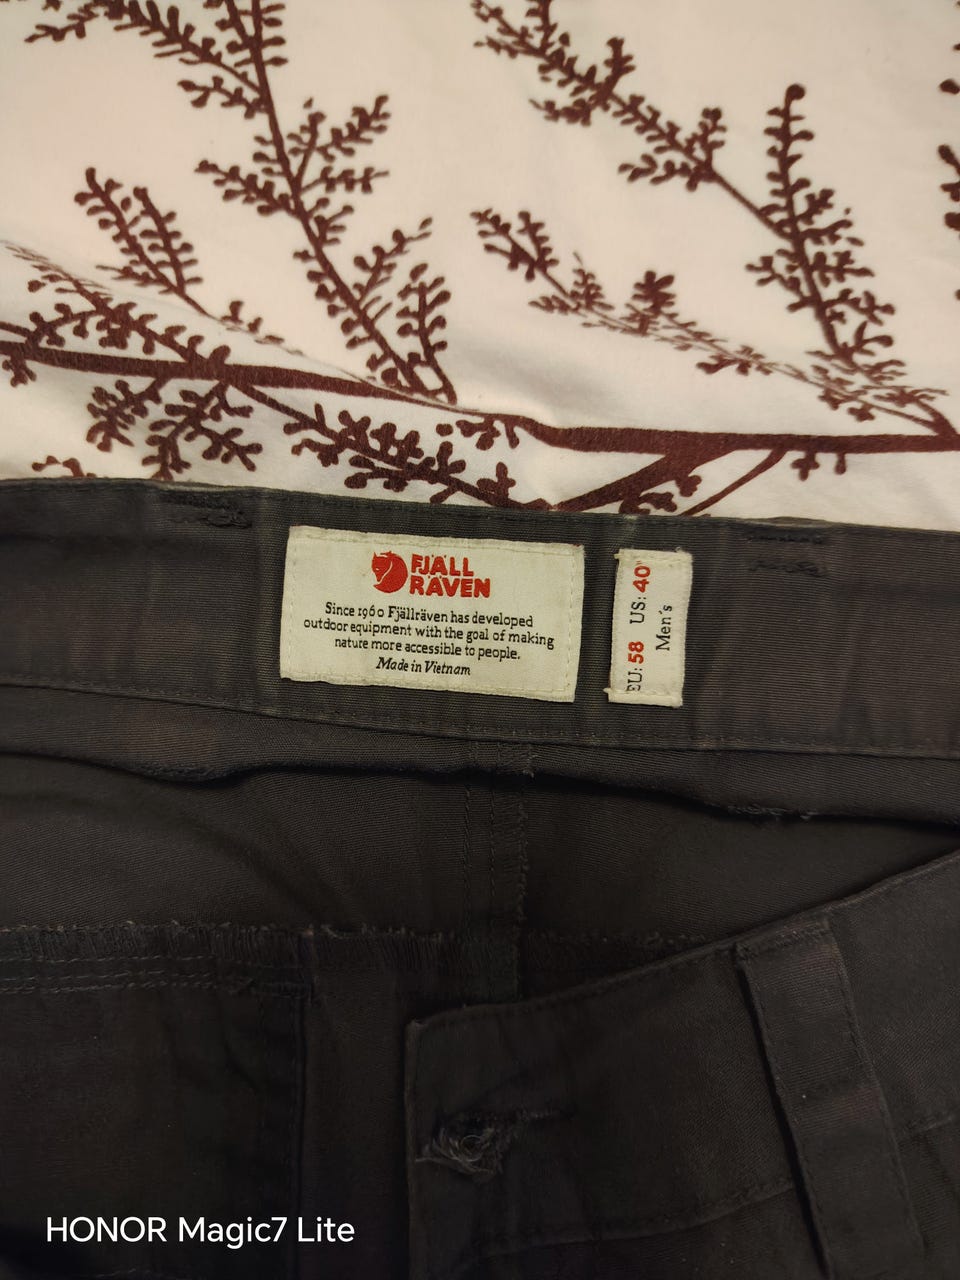 FJÄLL
RÄVEN
Since 1960 Fjällräven has developed
outdoor equipment with the goal of making
nature more accessible to people.
Made in Vietnam
EU: 58 US: 40"
Men's
HONOR Magic7 Lite